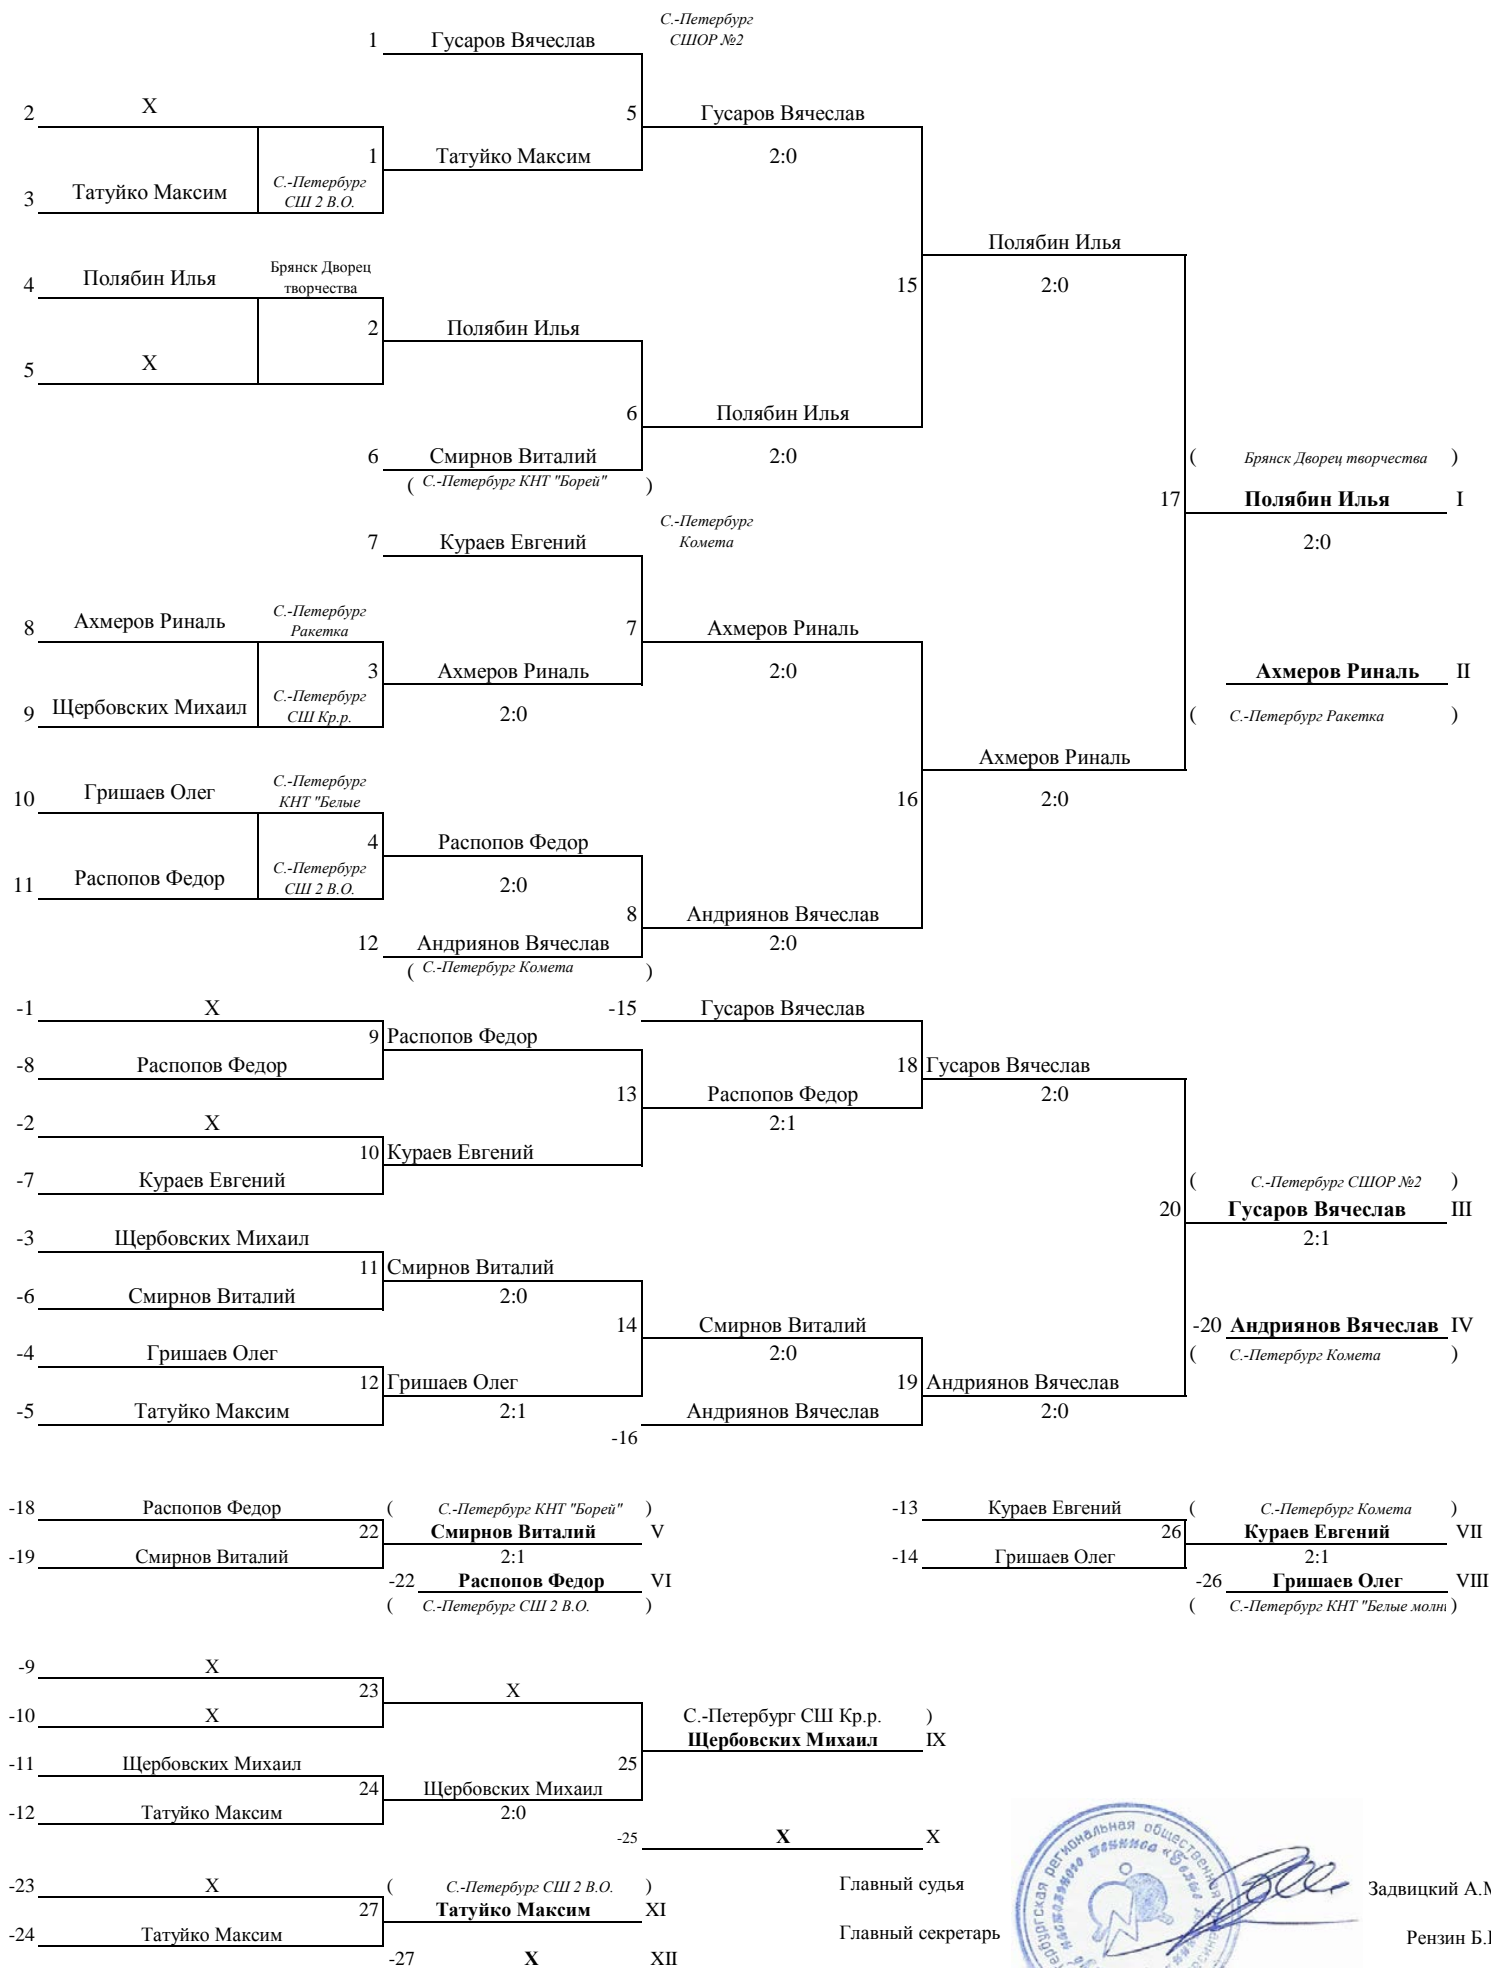 С.-Петербург
СШОР №2
1 Гусаров Вячеслав
2 X
5 Гусаров Вячеслав
1 Татуйко Максим 2:0
3 Татуйко Максим С.-Петербург
СШ 2 В.О.
Полябин Илья
4 Полябин Илья Брянск Дворец
творчества
15 2:0
2 Полябин Илья
5 X
6 Полябин Илья
6 Смирнов Виталий 2:0
( С.-Петербург КНТ "Борей" )
( Брянск Дворец творчества )
17 Полябин Илья I
2:0
С.-Петербург
Комета
7 Кураев Евгений
8 Ахмеров Риналь С.-Петербург
Ракетка
7 Ахмеров Риналь
3 Ахмеров Риналь 2:0
Ахмеров Риналь II
9 Щербовских Михаил С.-Петербург
СШ Кр.р.
2:0
( С.-Петербург Ракетка )
Ахмеров Риналь
10 Гришаев Олег С.-Петербург
КНТ "Белые
16 2:0
4 Распопов Федор
11 Распопов Федор С.-Петербург
СШ 2 В.О.
2:0
8 Андриянов Вячеслав
12 Андриянов Вячеслав 2:0
( С.-Петербург Комета )
-1 X -15 Гусаров Вячеслав
9 Распопов Федор
-8 Распопов Федор 18 Гусаров Вячеслав
13 Распопов Федор 2:0
-2 X 2:1
10 Кураев Евгений
-7 Кураев Евгений ( С.-Петербург СШОР №2 )
20 Гусаров Вячеслав III
-3 Щербовских Михаил 2:1
11 Смирнов Виталий
-6 Смирнов Виталий 2:0
14 Смирнов Виталий -20 Андриянов Вячеслав IV
-4 Гришаев Олег 2:0 ( С.-Петербург Комета )
12 Гришаев Олег 19 Андриянов Вячеслав
-5 Татуйко Максим 2:1 Андриянов Вячеслав 2:0
-16
-18 Распопов Федор ( С.-Петербург КНТ "Борей" ) -13 Кураев Евгений ( С.-Петербург Комета )
22 Смирнов Виталий V 26 Кураев Евгений VII
-19 Смирнов Виталий 2:1 -14 Гришаев Олег 2:1
-22 Распопов Федор VI -26 Гришаев Олег VIII
( С.-Петербург СШ 2 В.О. ) ( С.-Петербург КНТ "Белые молн )
-9 X
23 X
-10 X С.-Петербург СШ Кр.р. )
Щербовских Михаил IX
-11 Щербовских Михаил 25
24 Щербовских Михаил
-12 Татуйко Максим 2:0
-25 X X
-23 X ( С.-Петербург СШ 2 В.О. ) Главный судья Задвицкий А.М
27 Татуйко Максим XI
-24 Татуйко Максим Главный секретарь Рензин Б.
-27 X XII
региональная общественная